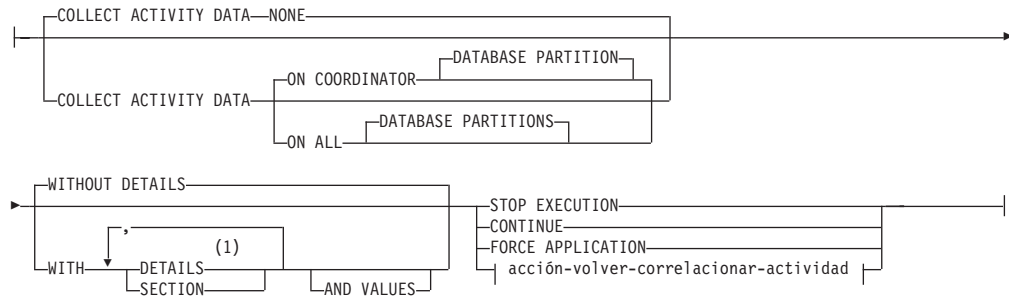 COLLECT ACTIVITY DATA NONE
DATABASE PARTITION
ON COORDINATOR
COLLECT ACTIVITY DATA
DATABASE PARTITIONS
ON ALL
WITHOUT DETAILS
STOP EXECUTION
, CONTINUE
(1) FORCE APPLICATION
WITH DETAILS acción-volver-correlacionar-actividad
SECTION AND VALUES